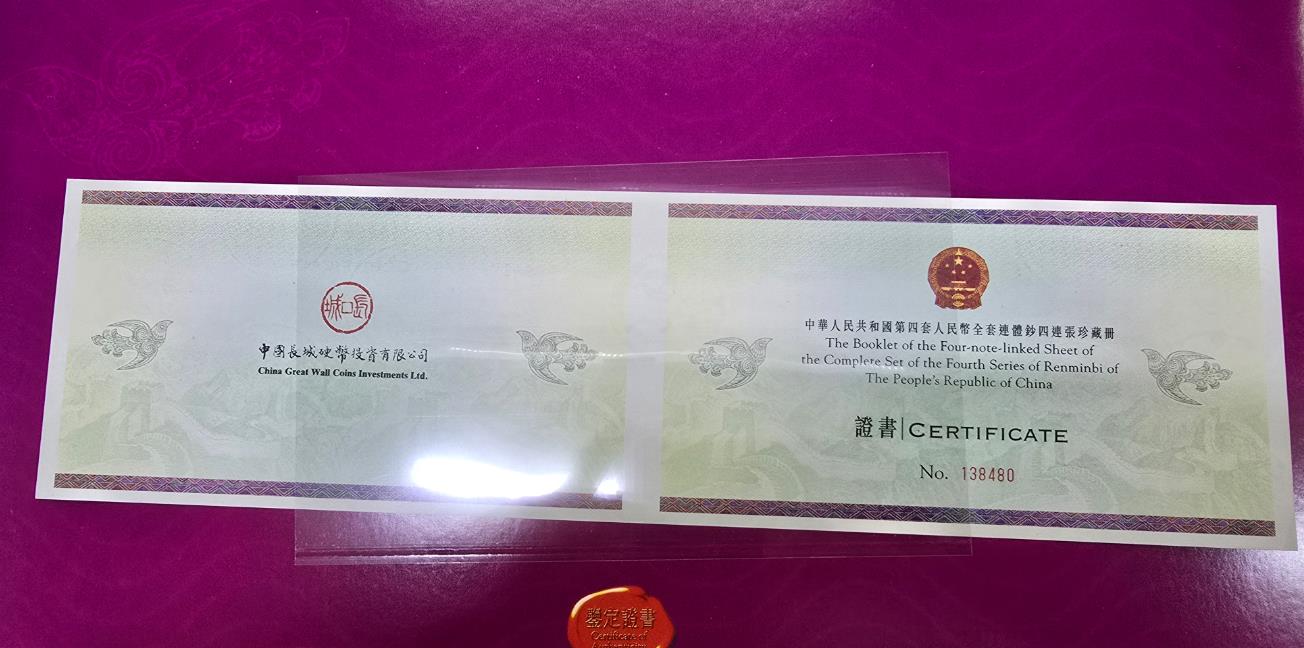 長城
中國長城硬幣投資有限公司
China Great Wall Coins Investments Ltd.
中華人民共和國第四套人民幣全套連體鈔四連張珍藏冊
The Booklet of the Four-note-linked Sheet of
the Complete Set of the Fourth Series of Renminbi of
The People's Republic of China
證書|CERTIFICATE
No. 138480
鑒定證書
Certificate of